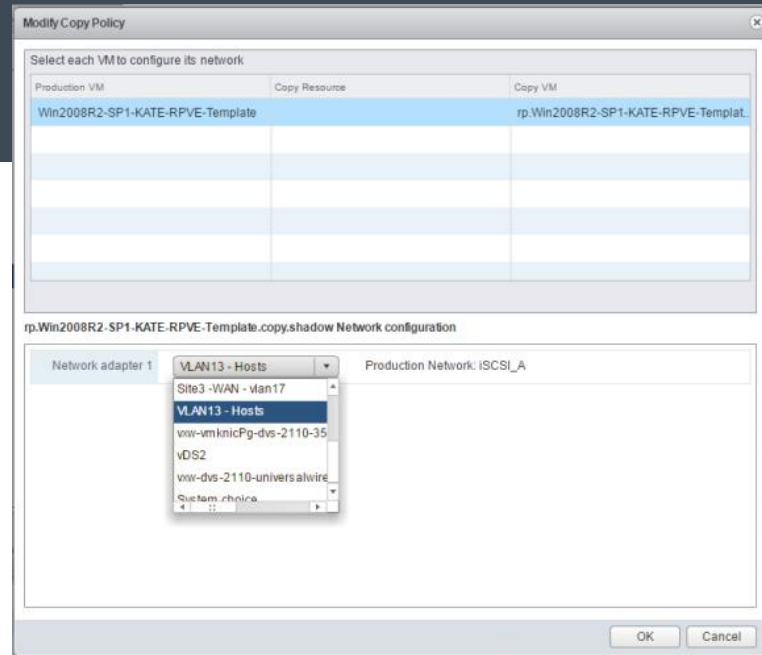 Modify Copy Policy
Select each VM to configure its network
Production VM Copy Resource Copy VM
Win2008R2-SP1-KATE-RPVE-Template rp.Win2008R2-SP1-KATE-RPVE-Templat..
rp.Win2008R2-SP1-KATE-RPVE-Template.copy.shadow Network configuration
Network adapter 1 VLAN13 - Hosts Production Network: iSCSI_A
Site3 -WAN - vlan17
VLAN13 - Hosts
vxw-vmknicPg-dvs-2110-35
vDS2
vxw-dvs-2110-universalwire
System choice
OK Cancel